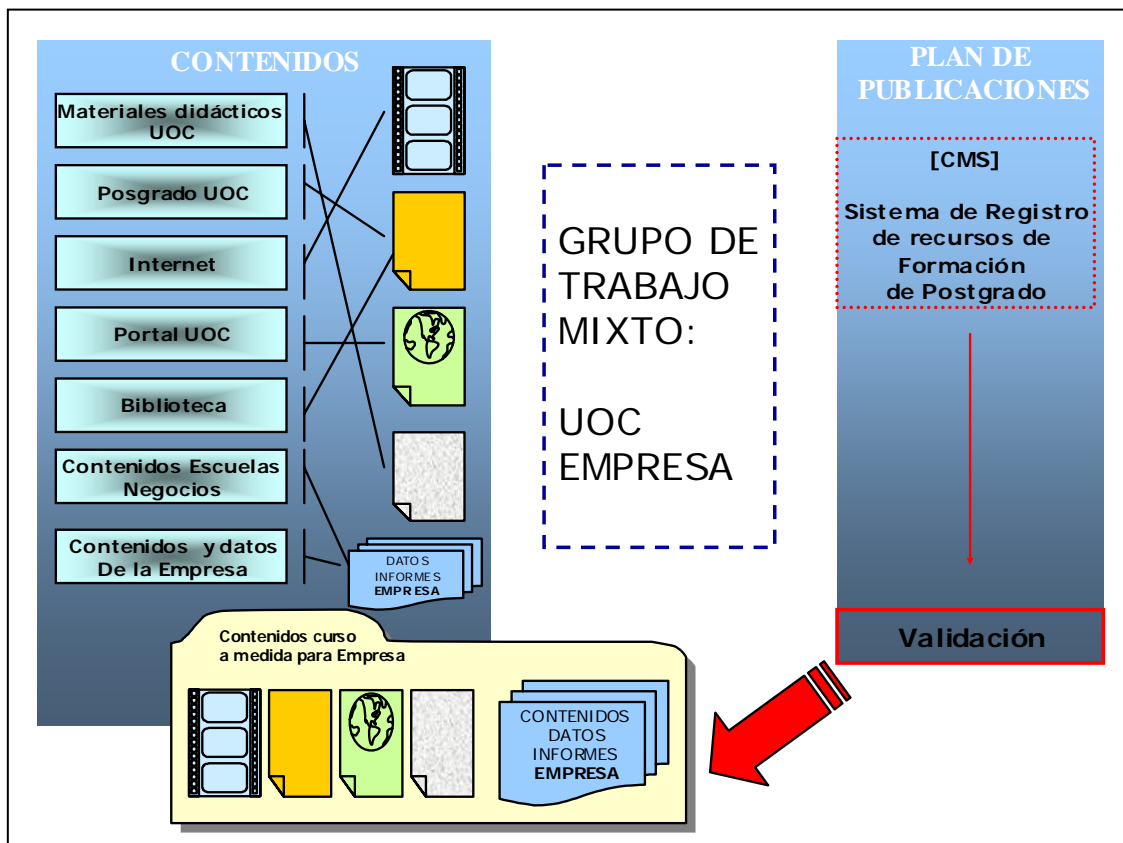 CONTENIDOS
Materiales didácticos
UOC
Posgrado UOC
Internet
Portal UOC
Biblioteca
Contenidos Escuelas
Negocios
Contenidos y datos
De la Empresa
DATOS
INFORMES
EMPRESA
GRUPO DE
TRABAJO
MIXTO:
UOC
EMPRESA
PLAN DE
PUBLICACIONES
[CMS]
Sistema de Registro
de recursos de
Formación
de Postgrado
Validación
Contenidos curso
a medida para Empresa
CONTENIDOS
DATOS
INFORMES
EMPRESA